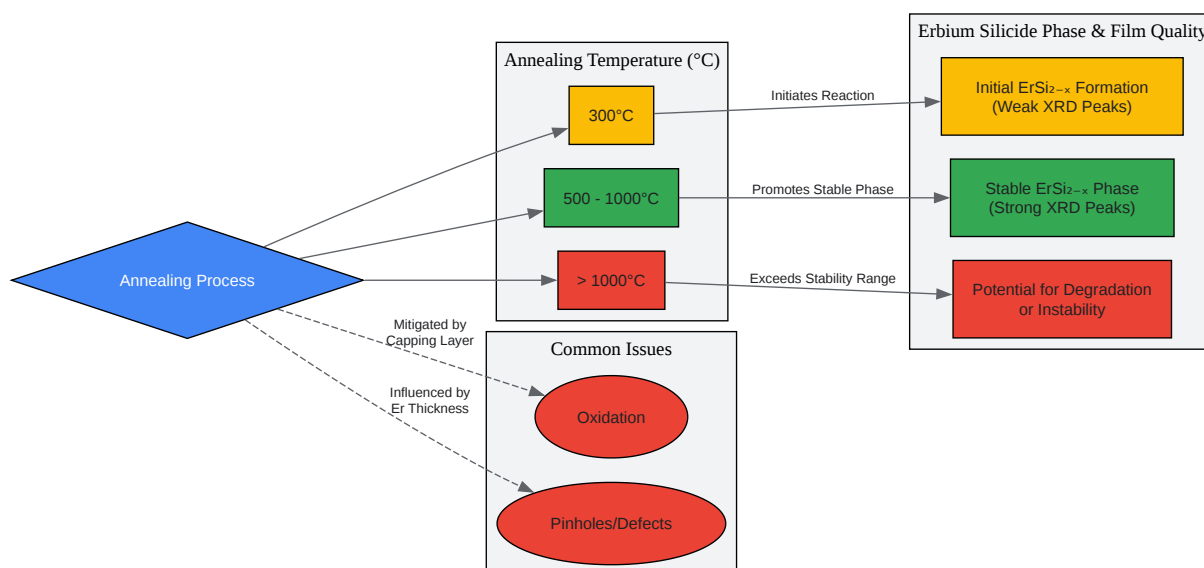 Erbium Silicide Phase & Film Quality
Annealing Temperature (°C)
300°C
Initiates Reaction
Initial ErSi₂₋ₓ Formation
(Weak XRD Peaks)
500 - 1000°C
Promotes Stable Phase
Stable ErSi₂₋ₓ Phase
(Strong XRD Peaks)
Annealing Process
> 1000°C
Exceeds Stability Range
Potential for Degradation
or Instability
Mitigated by
Capping Layer
Common Issues
Influenced by
Er Thickness
Oxidation
Pinholes/Defects